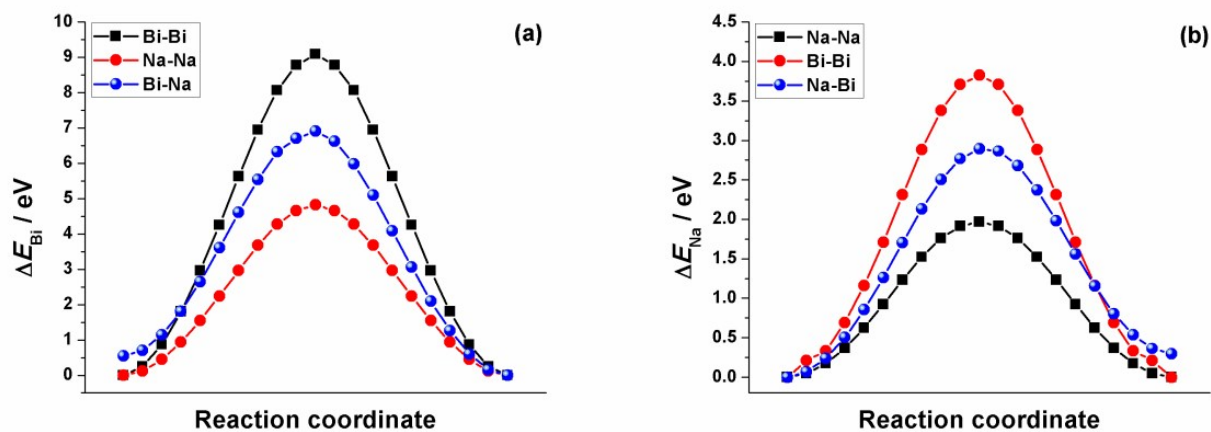 (a)
Bi-Bi
Na-Na
Bi-Na
10
9
8
7
6
5
4
3
2
1
0
ΔE_Bi / eV
Reaction coordinate
(b)
Na-Na
Bi-Bi
Na-Bi
4.5
4.0
3.5
3.0
2.5
2.0
1.5
1.0
0.5
0.0
ΔE_Na / eV
Reaction coordinate